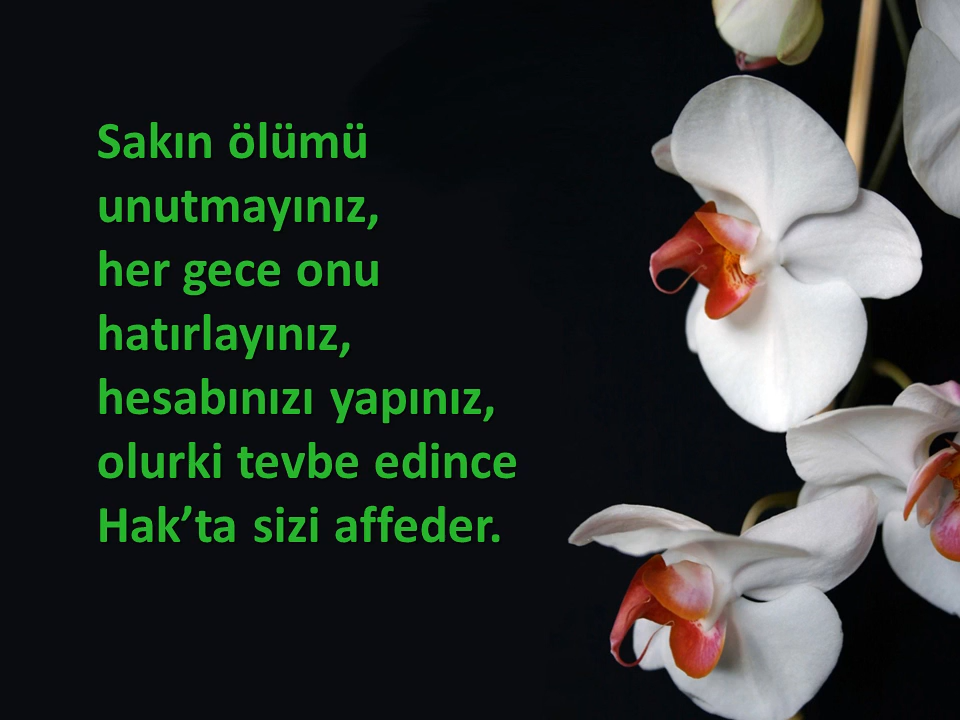 Sakın ölümü
unutmayınız,
her gece onu
hatırlayınız,
hesabınızı yapınız,
olurki tevbe edince
Hak’ta sizi affeder.